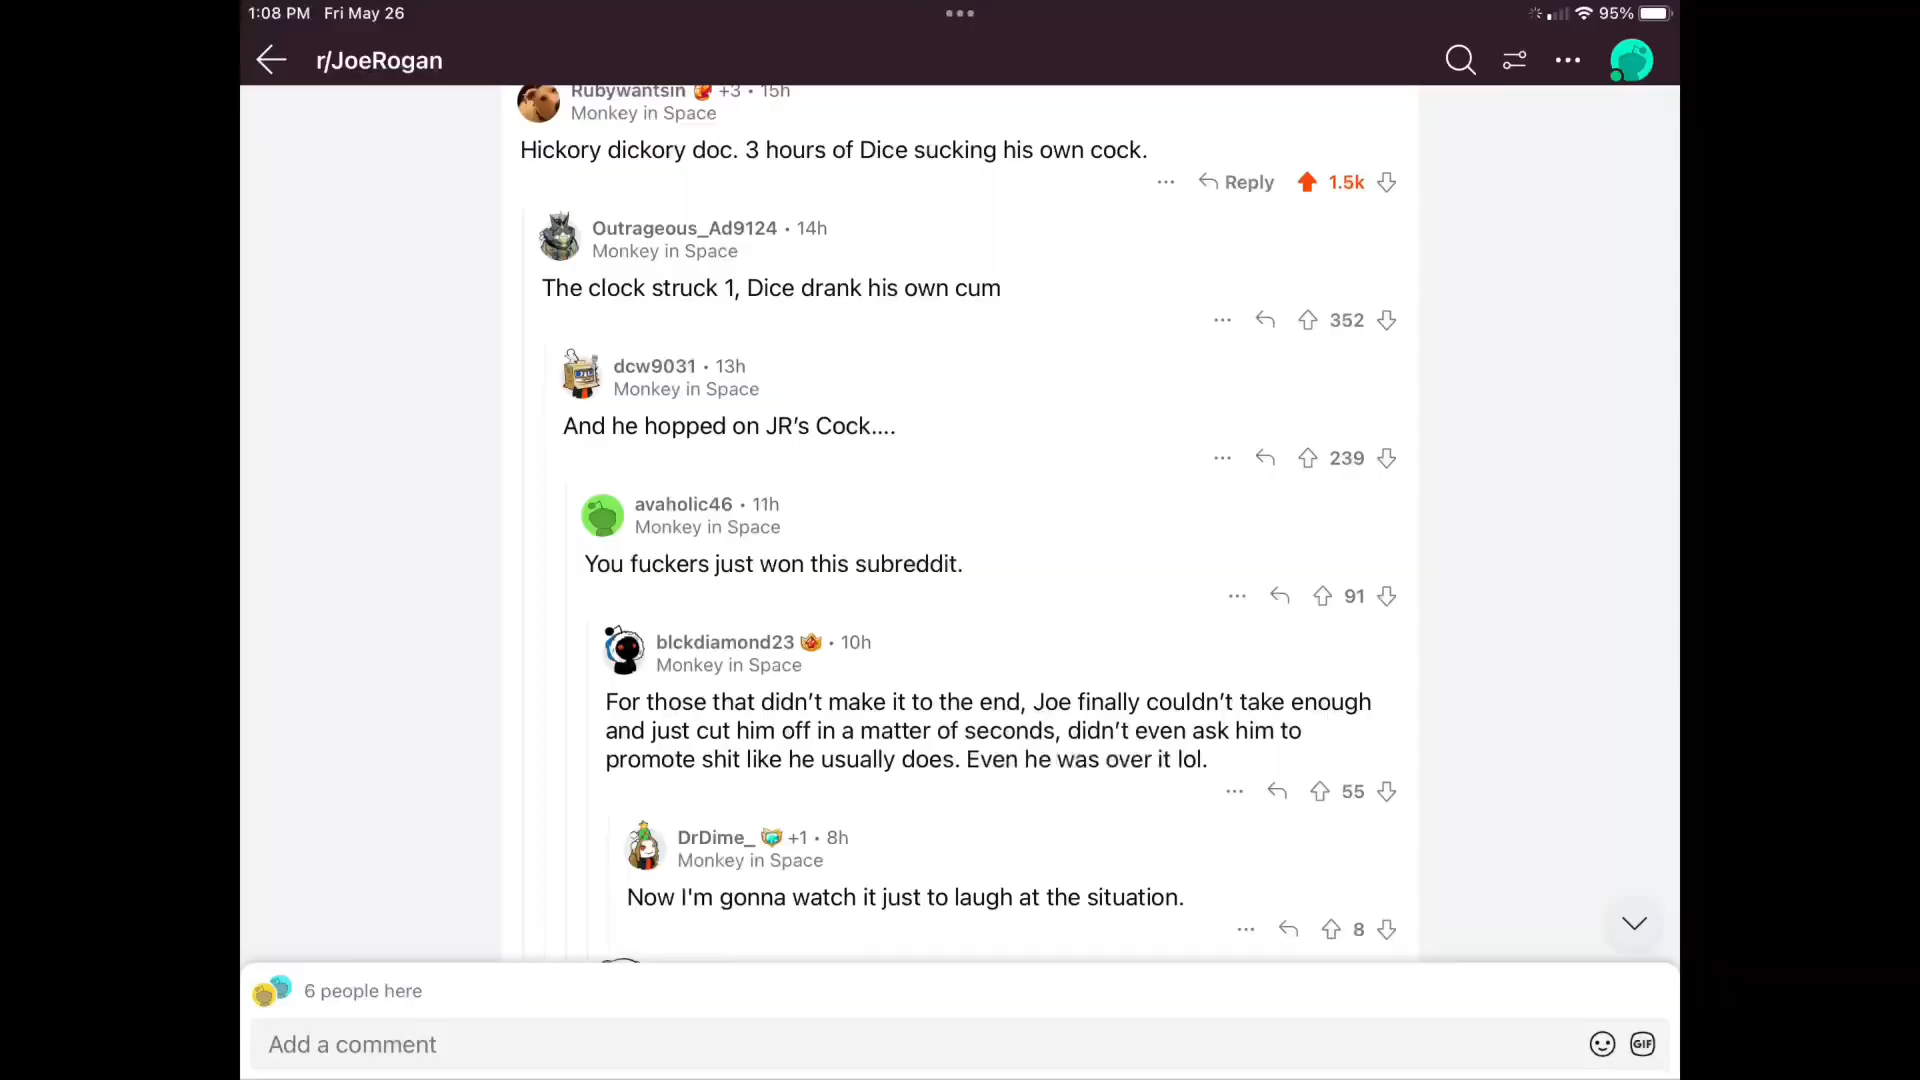 1:08 PM Fri May 26
95%
r/JoeRogan
Rubywantsin +3 • 15h
Monkey in Space
Hickory dickory doc. 3 hours of Dice sucking his own cock.
Reply 1.5k
Outrageous_Ad9124 • 14h
Monkey in Space
The clock struck 1, Dice drank his own cum
352
dcw9031 • 13h
Monkey in Space
And he hopped on JR’s Cock....
239
avaholic46 • 11h
Monkey in Space
You fuckers just won this subreddit.
91
blckdiamond23 • 10h
Monkey in Space
For those that didn’t make it to the end, Joe finally couldn’t take enough
and just cut him off in a matter of seconds, didn’t even ask him to
promote shit like he usually does. Even he was over it lol.
55
DrDime_ +1 • 8h
Monkey in Space
Now I'm gonna watch it just to laugh at the situation.
8
6 people here
Add a comment
GIF